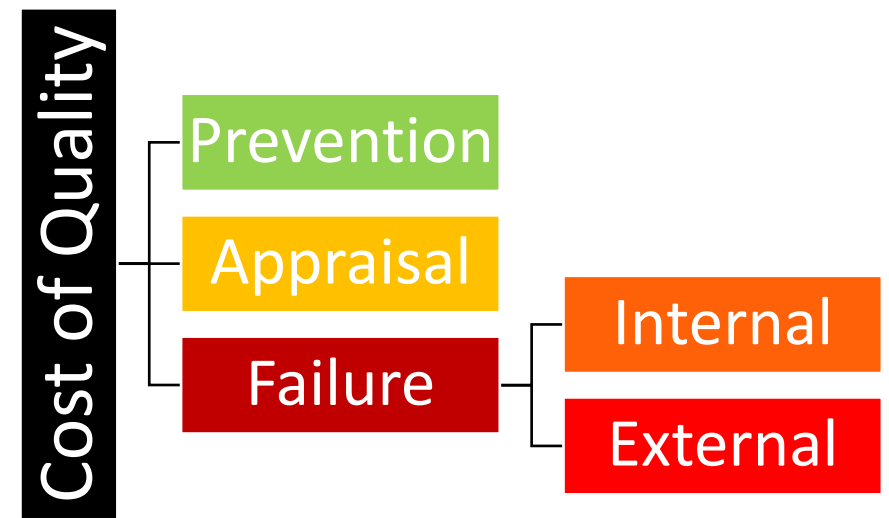 Cost of Quality
Prevention
Appraisal
Failure
Internal
External